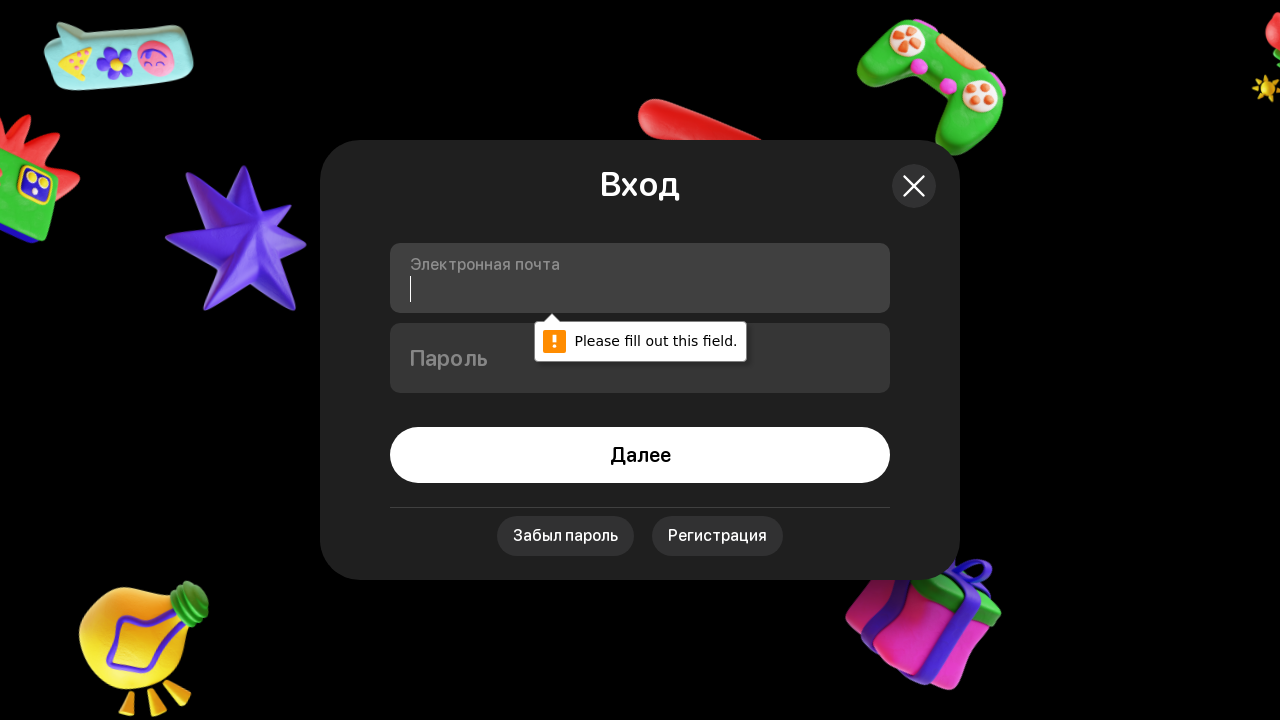 Вход
Электронная почта
Please fill out this field.
Пароль
Далее
Забыл пароль
Регистрация